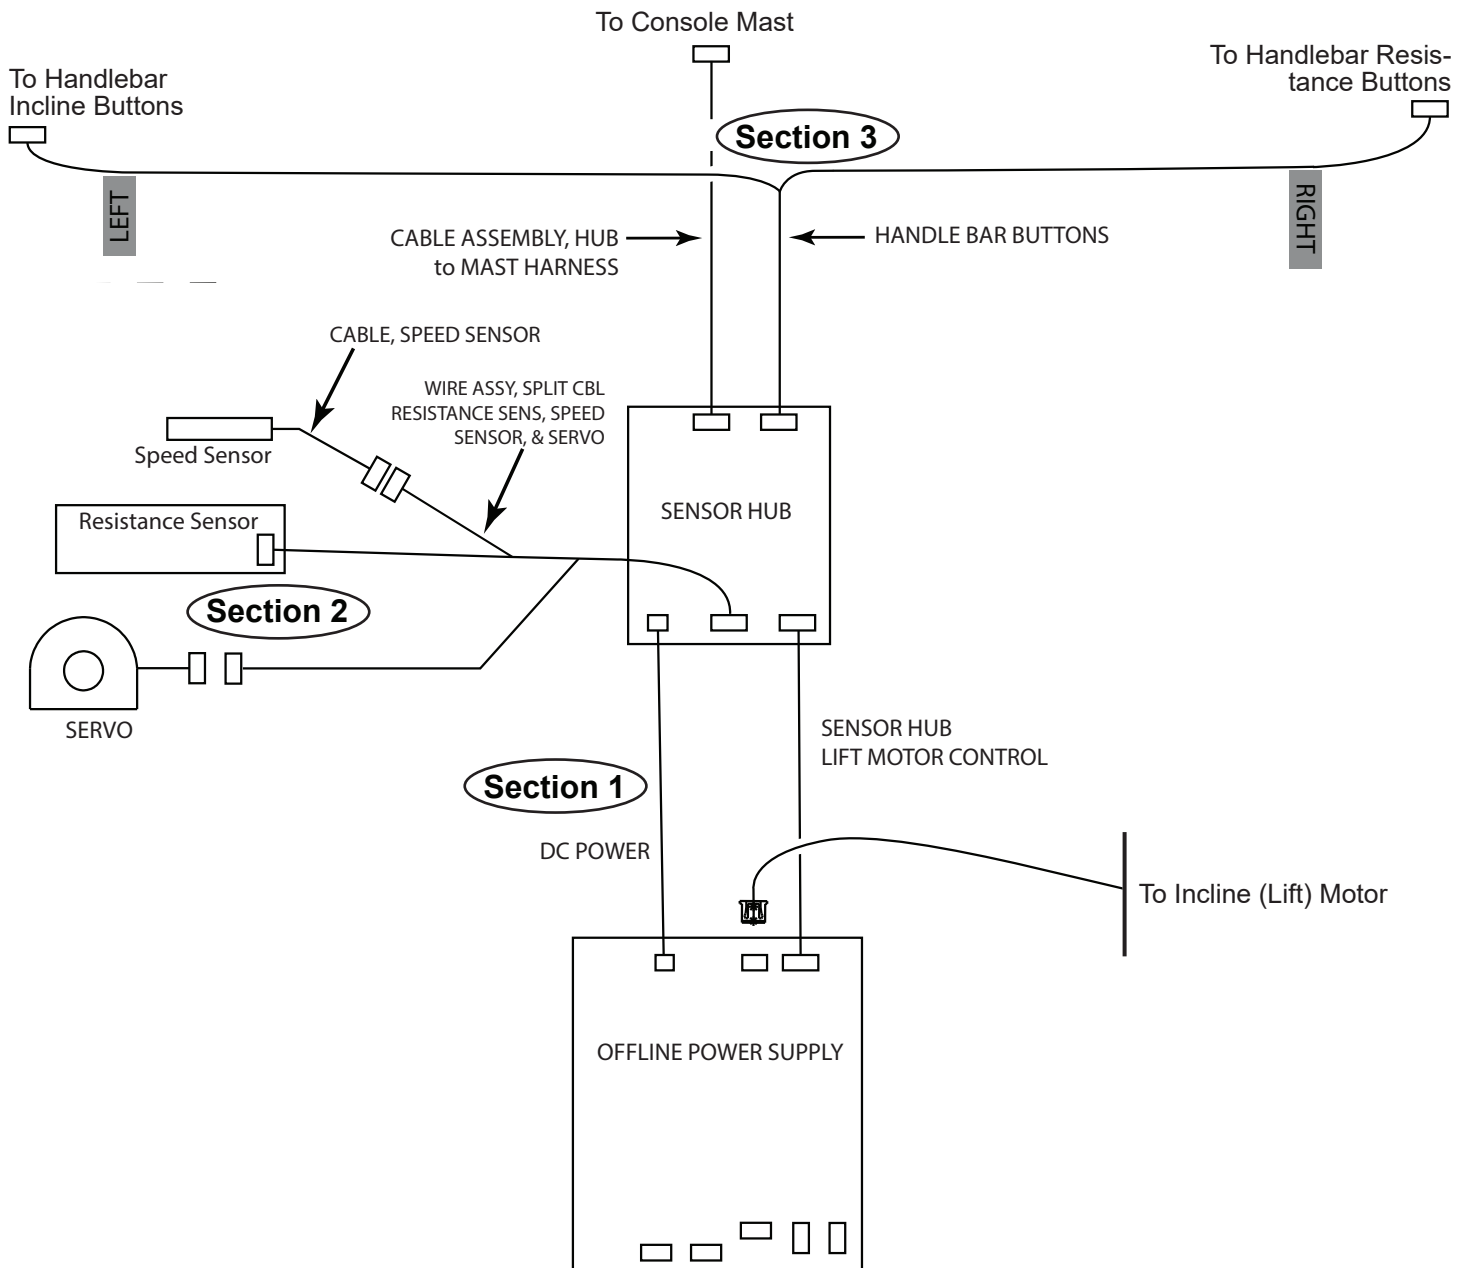 To Console Mast
To Handlebar
Incline Buttons
To Handlebar Resis-
tance Buttons
Section 3
LEFT
RIGHT
CABLE ASSEMBLY, HUB
to MAST HARNESS
HANDLE BAR BUTTONS
CABLE, SPEED SENSOR
WIRE ASSY, SPLIT CBL
RESISTANCE SENS, SPEED
SENSOR, & SERVO
Speed Sensor
Resistance Sensor
SENSOR HUB
Section 2
SERVO
SENSOR HUB
LIFT MOTOR CONTROL
Section 1
DC POWER
To Incline (Lift) Motor
OFFLINE POWER SUPPLY